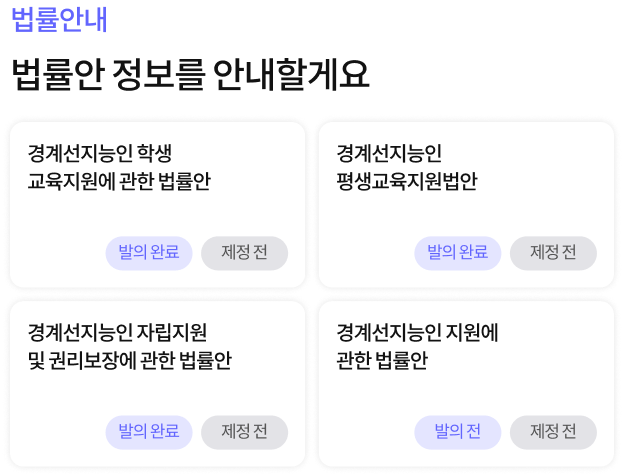 법률안내
법률안 정보를 안내할게요
경계선지능인 학생
교육지원에 관한 법률안
발의 완료
제정 전
경계선지능인
평생교육지원법안
발의 완료
제정 전
경계선지능인 자립지원
및 권리보장에 관한 법률안
발의 완료
제정 전
경계선지능인 지원에
관한 법률안
발의 전
제정 전